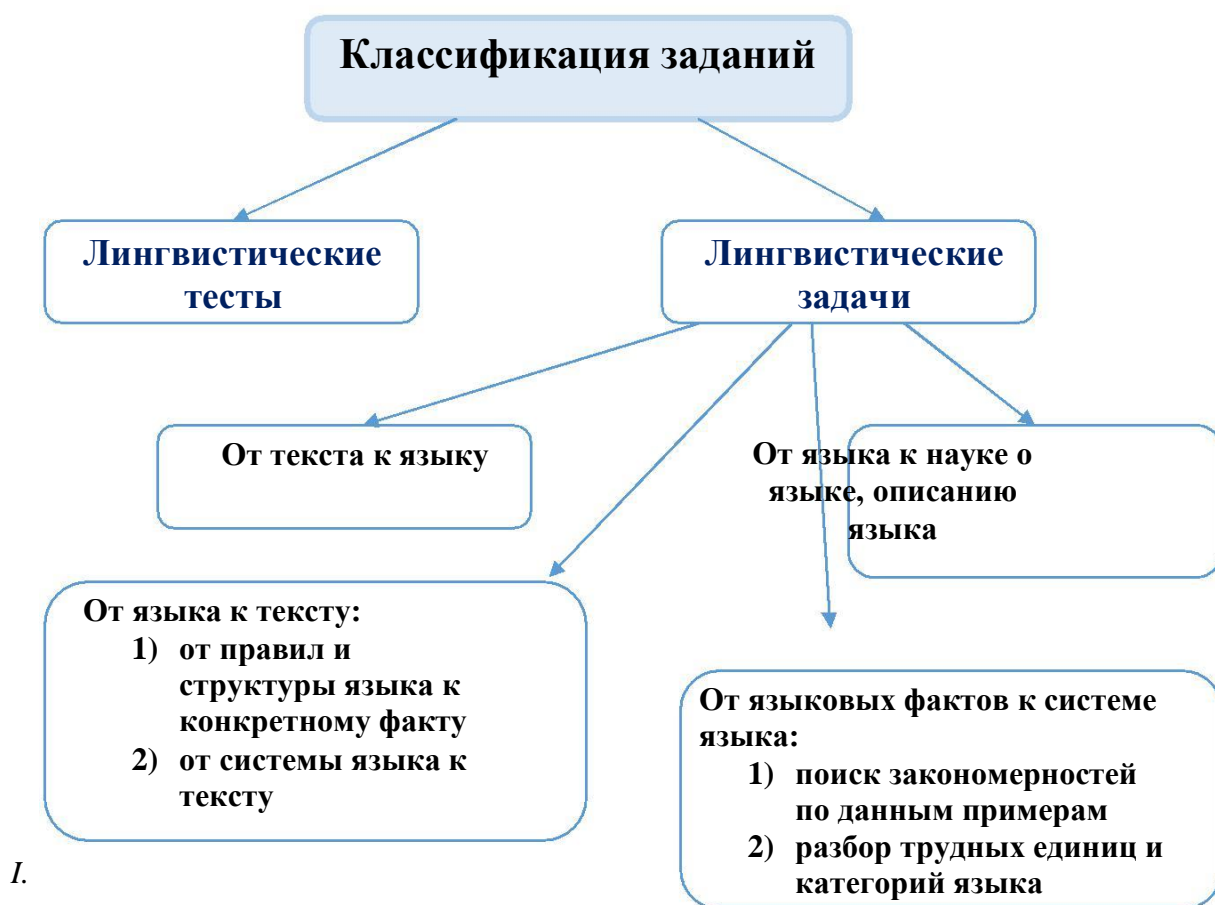 Классификация заданий
Лингвистические
тесты
Лингвистические
задачи
От текста к языку
От языка к науке о
языке, описанию
языка
От языка к тексту:
1) от правил и
структуры языка к
конкретному факту
2) от системы языка к
тексту
От языковых фактов к системе
языка:
1) поиск закономерностей
по данным примерам
2) разбор трудных единиц и
категорий языка
I.